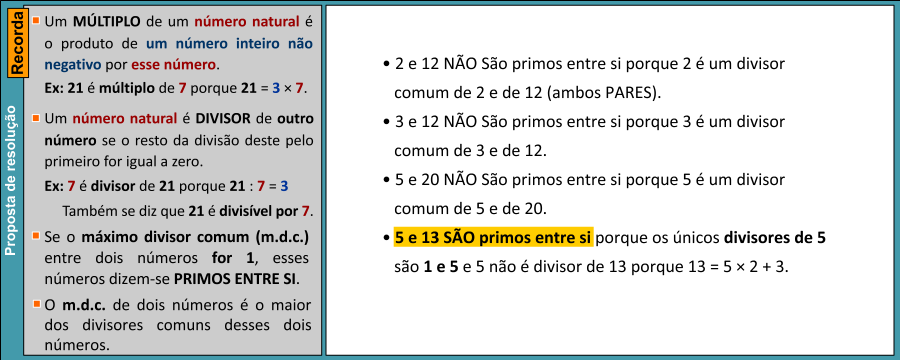 Recorda
Proposta de resolução
Um MÚLTIPLO de um número natural é
o produto de um número inteiro não
negativo por esse número.
Ex: 21 é múltiplo de 7 porque 21 = 3 × 7.
Um número natural é DIVISOR de outro
número se o resto da divisão deste pelo
primeiro for igual a zero.
Ex: 7 é divisor de 21 porque 21 : 7 = 3
Também se diz que 21 é divisível por 7.
Se o máximo divisor comum (m.d.c.)
entre dois números for 1, esses
números dizem-se PRIMOS ENTRE SI.
O m.d.c. de dois números é o maior
dos divisores comuns desses dois
números.
• 2 e 12 NÃO São primos entre si porque 2 é um divisor
comum de 2 e de 12 (ambos PARES).
• 3 e 12 NÃO São primos entre si porque 3 é um divisor
comum de 3 e de 12.
• 5 e 20 NÃO São primos entre si porque 5 é um divisor
comum de 5 e de 20.
• 5 e 13 SÃO primos entre si porque os únicos divisores de 5
são 1 e 5 e 5 não é divisor de 13 porque 13 = 5 × 2 + 3.